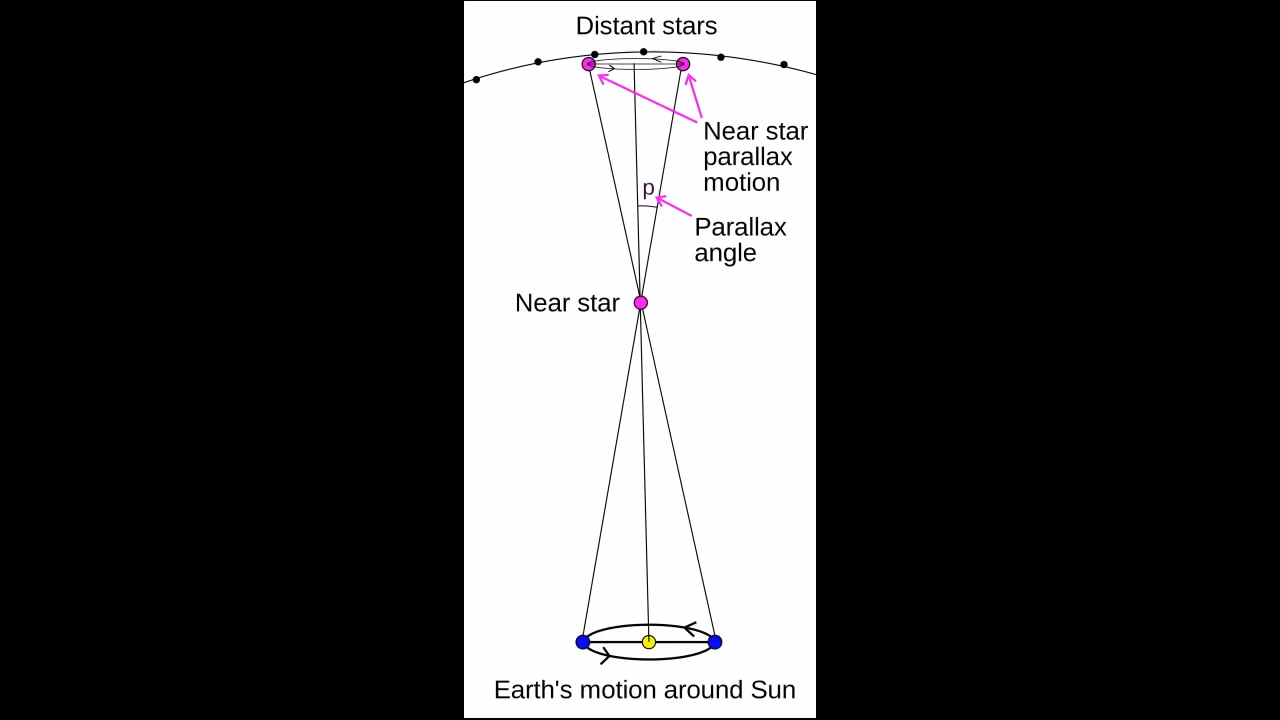 Distant stars
Near star
parallax
motion
p
Parallax
angle
Near star
Earth's motion around Sun